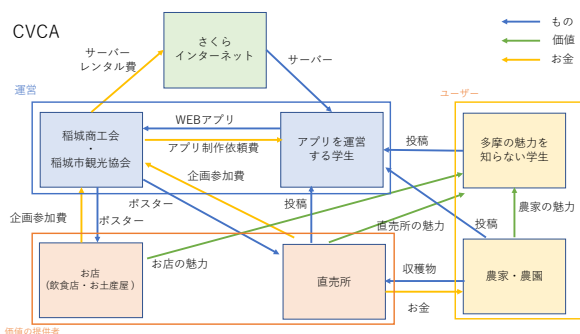 CVCA
もの
価値
お金
さくら
インターネット
サーバー
レンタル費
サーバー
運営
ユーザー
稲城商工会
・
稲城市観光協会
WEBアプリ
アプリ制作依頼費
アプリを運営
する学生
投稿
多摩の魅力を
知らない学生
企画参加費
ポスター
企画参加費
ポスター
投稿
直売所の魅力
投稿
農家の魅力
お店の魅力
お店
(飲食店・お土産屋)
直売所
収穫物
お金
農家・農園
価値の提供者